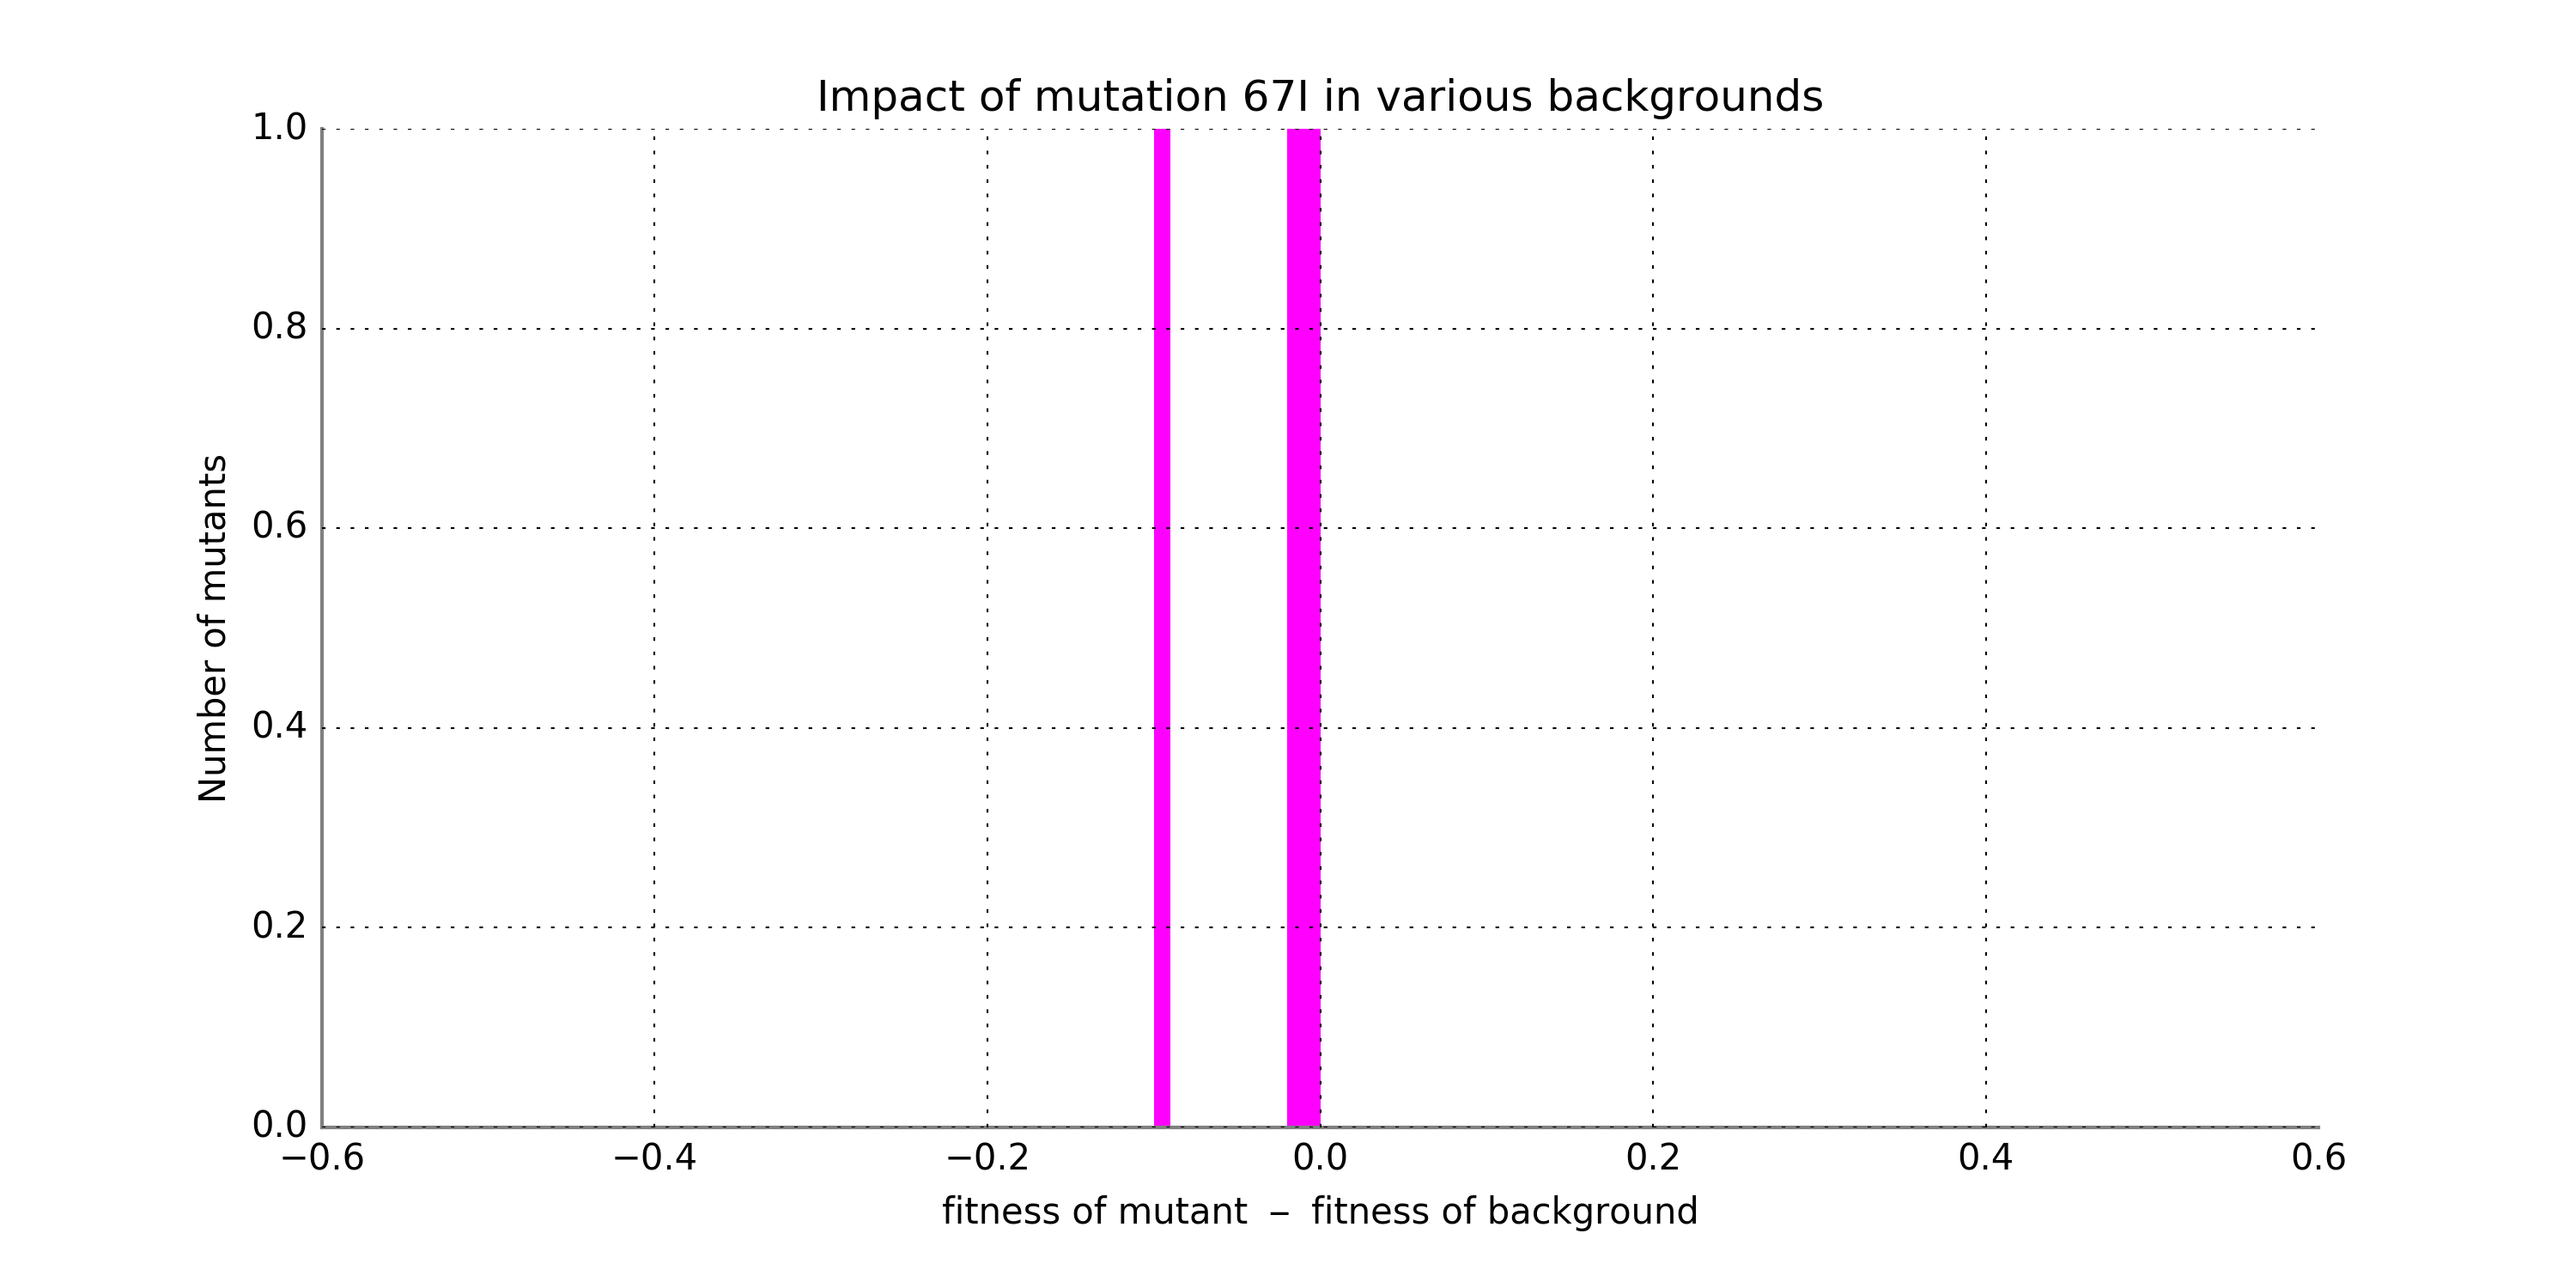 Impact of mutation 67I in various backgrounds
1.0
0.8
0.6
0.4
0.2
0.0
Number of mutants
−0.6 −0.4 −0.2 0.0 0.2 0.4 0.6
fitness of mutant − fitness of background